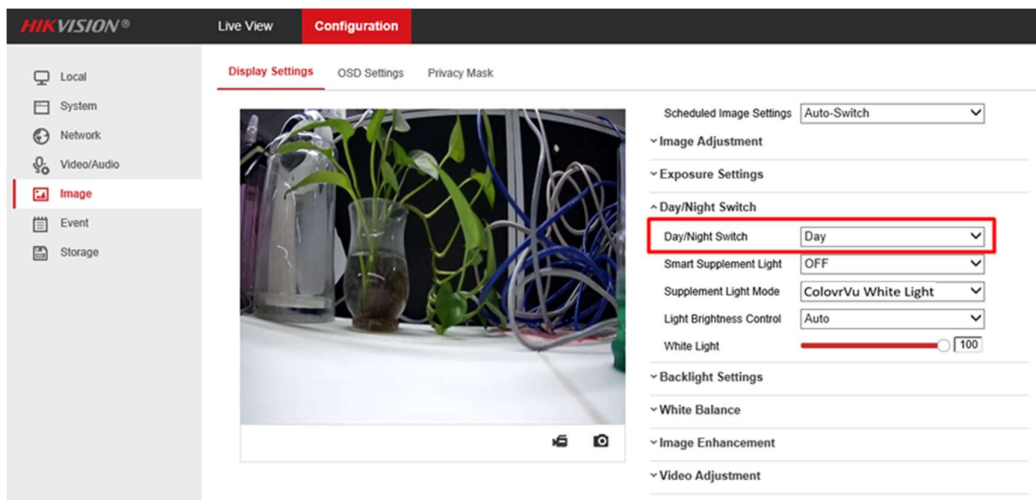 HIKVISION®
Live View
Configuration
Local
System
Network
Video/Audio
Image
Event
Storage
Display Settings
OSD Settings
Privacy Mask
Scheduled Image Settings Auto-Switch
Image Adjustment
Exposure Settings
Day/Night Switch
Day/Night Switch Day
Smart Supplement Light OFF
Supplement Light Mode ColovrVu White Light
Light Brightness Control Auto
White Light 100
Backlight Settings
White Balance
Image Enhancement
Video Adjustment